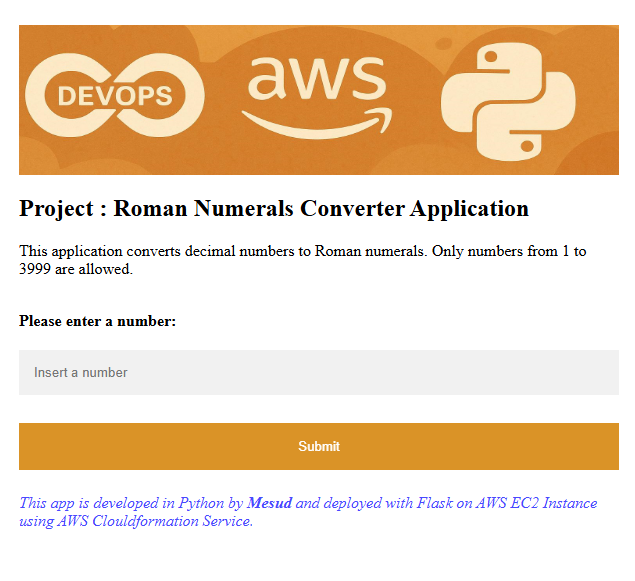 DEVOPS
aws
Project : Roman Numerals Converter Application
This application converts decimal numbers to Roman numerals. Only numbers from 1 to
3999 are allowed.
Please enter a number:
Insert a number
Submit
This app is developed in Python by Mesud and deployed with Flask on AWS EC2 Instance
using AWS Clouldformation Service.